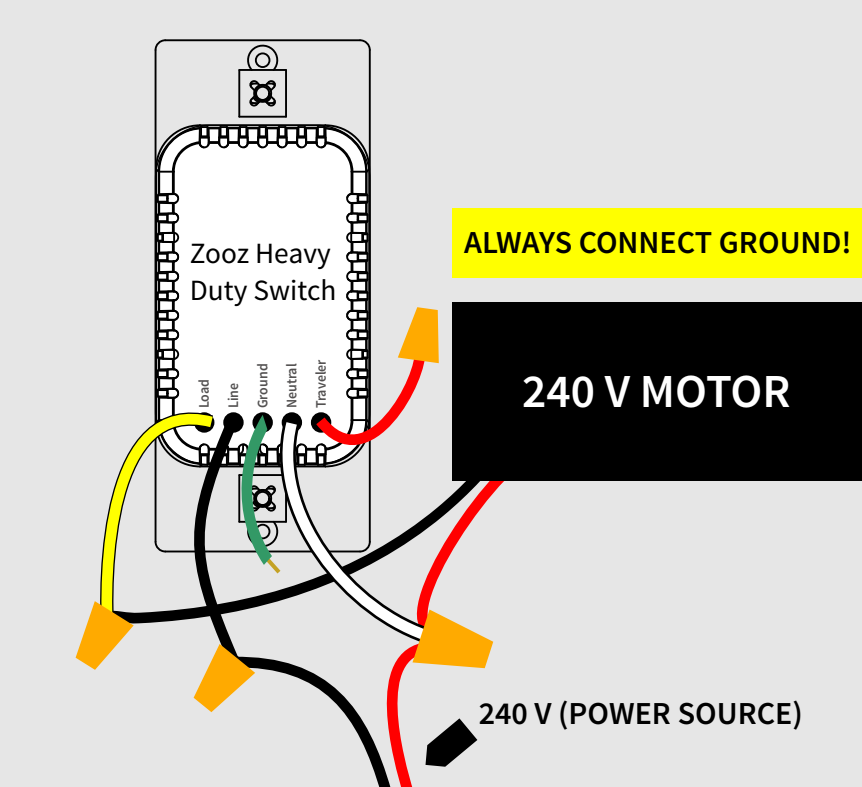 ALWAYS CONNECT GROUND!
Zooz Heavy
Duty Switch
240 V MOTOR
Load
Line
Ground
Neutral
Traveler
240 V (POWER SOURCE)